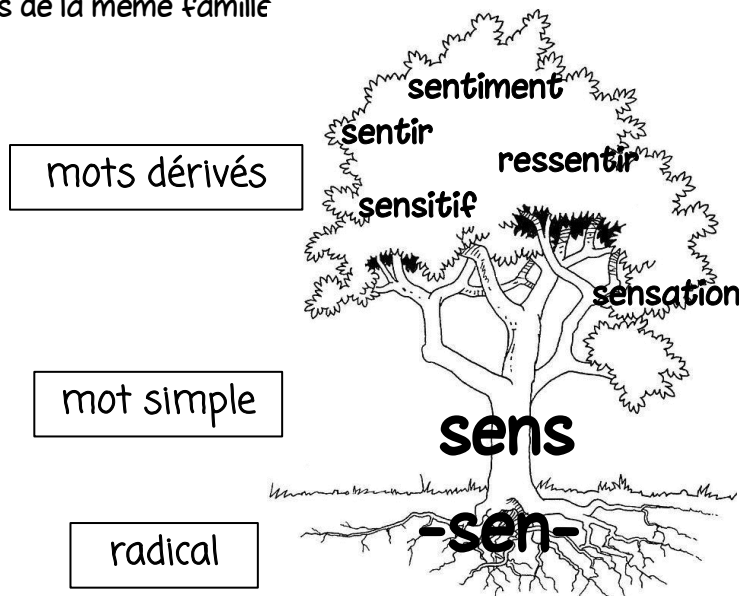 s de la même famille
sentiment
sentir
ressentir
mots dérivés
sensitif
sensation
mot simple
sens
-sen-
radical